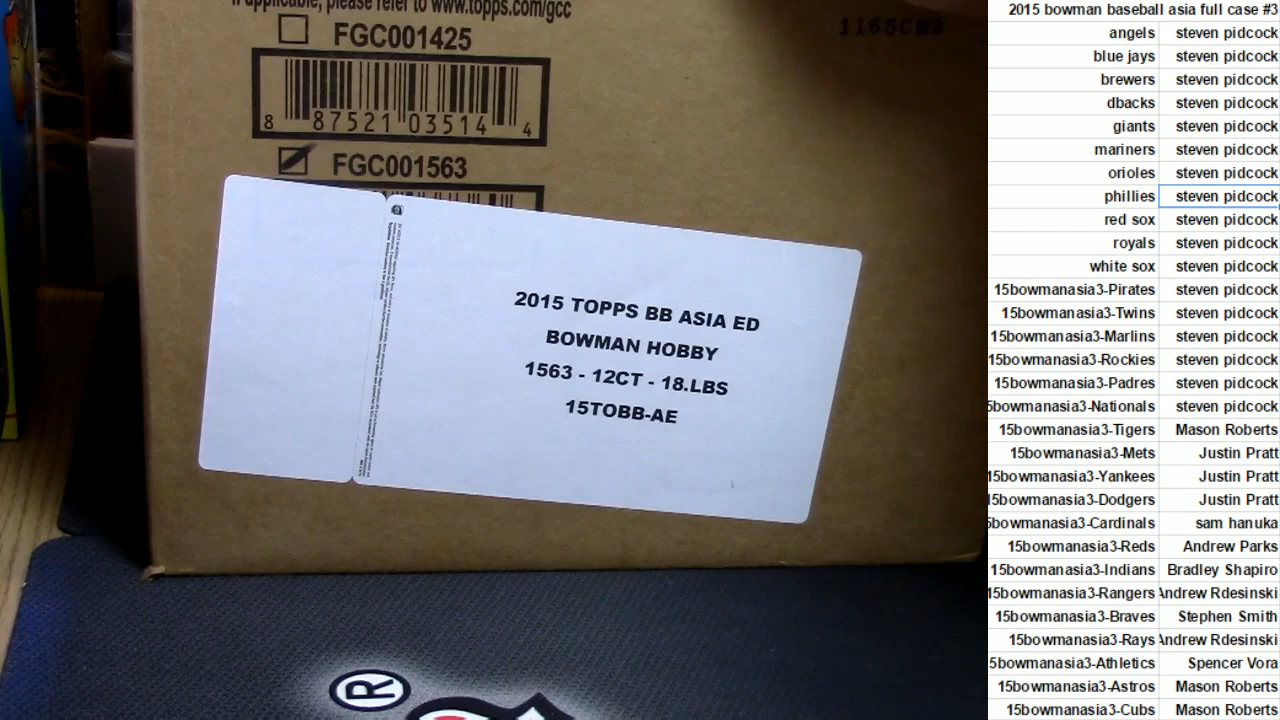 If applicable, please refer to www.topps.com/gcc
FGC001425
8 87521 03514 4
FGC001563
2015 TOPPS BB ASIA ED
BOWMAN HOBBY
1563 - 12CT - 18.LBS
15TOBB-AE
®
2015 bowman baseball asia full case #3
angels steven pidcock
blue jays steven pidcock
brewers steven pidcock
dbacks steven pidcock
giants steven pidcock
mariners steven pidcock
orioles steven pidcock
phillies steven pidcock
red sox steven pidcock
royals steven pidcock
white sox steven pidcock
15bowmanasia3-Pirates steven pidcock
15bowmanasia3-Twins steven pidcock
15bowmanasia3-Marlins steven pidcock
15bowmanasia3-Rockies steven pidcock
15bowmanasia3-Padres steven pidcock
5bowmanasia3-Nationals steven pidcock
15bowmanasia3-Tigers Mason Roberts
15bowmanasia3-Mets Justin Pratt
15bowmanasia3-Yankees Justin Pratt
15bowmanasia3-Dodgers Justin Pratt
5bowmanasia3-Cardinals sam hanuka
15bowmanasia3-Reds Andrew Parks
15bowmanasia3-Indians Bradley Shapiro
15bowmanasia3-Rangers Andrew Rdesinski
15bowmanasia3-Braves Stephen Smith
15bowmanasia3-Rays Andrew Rdesinski
5bowmanasia3-Athletics Spencer Vora
15bowmanasia3-Astros Mason Roberts
15bowmanasia3-Cubs Mason Roberts